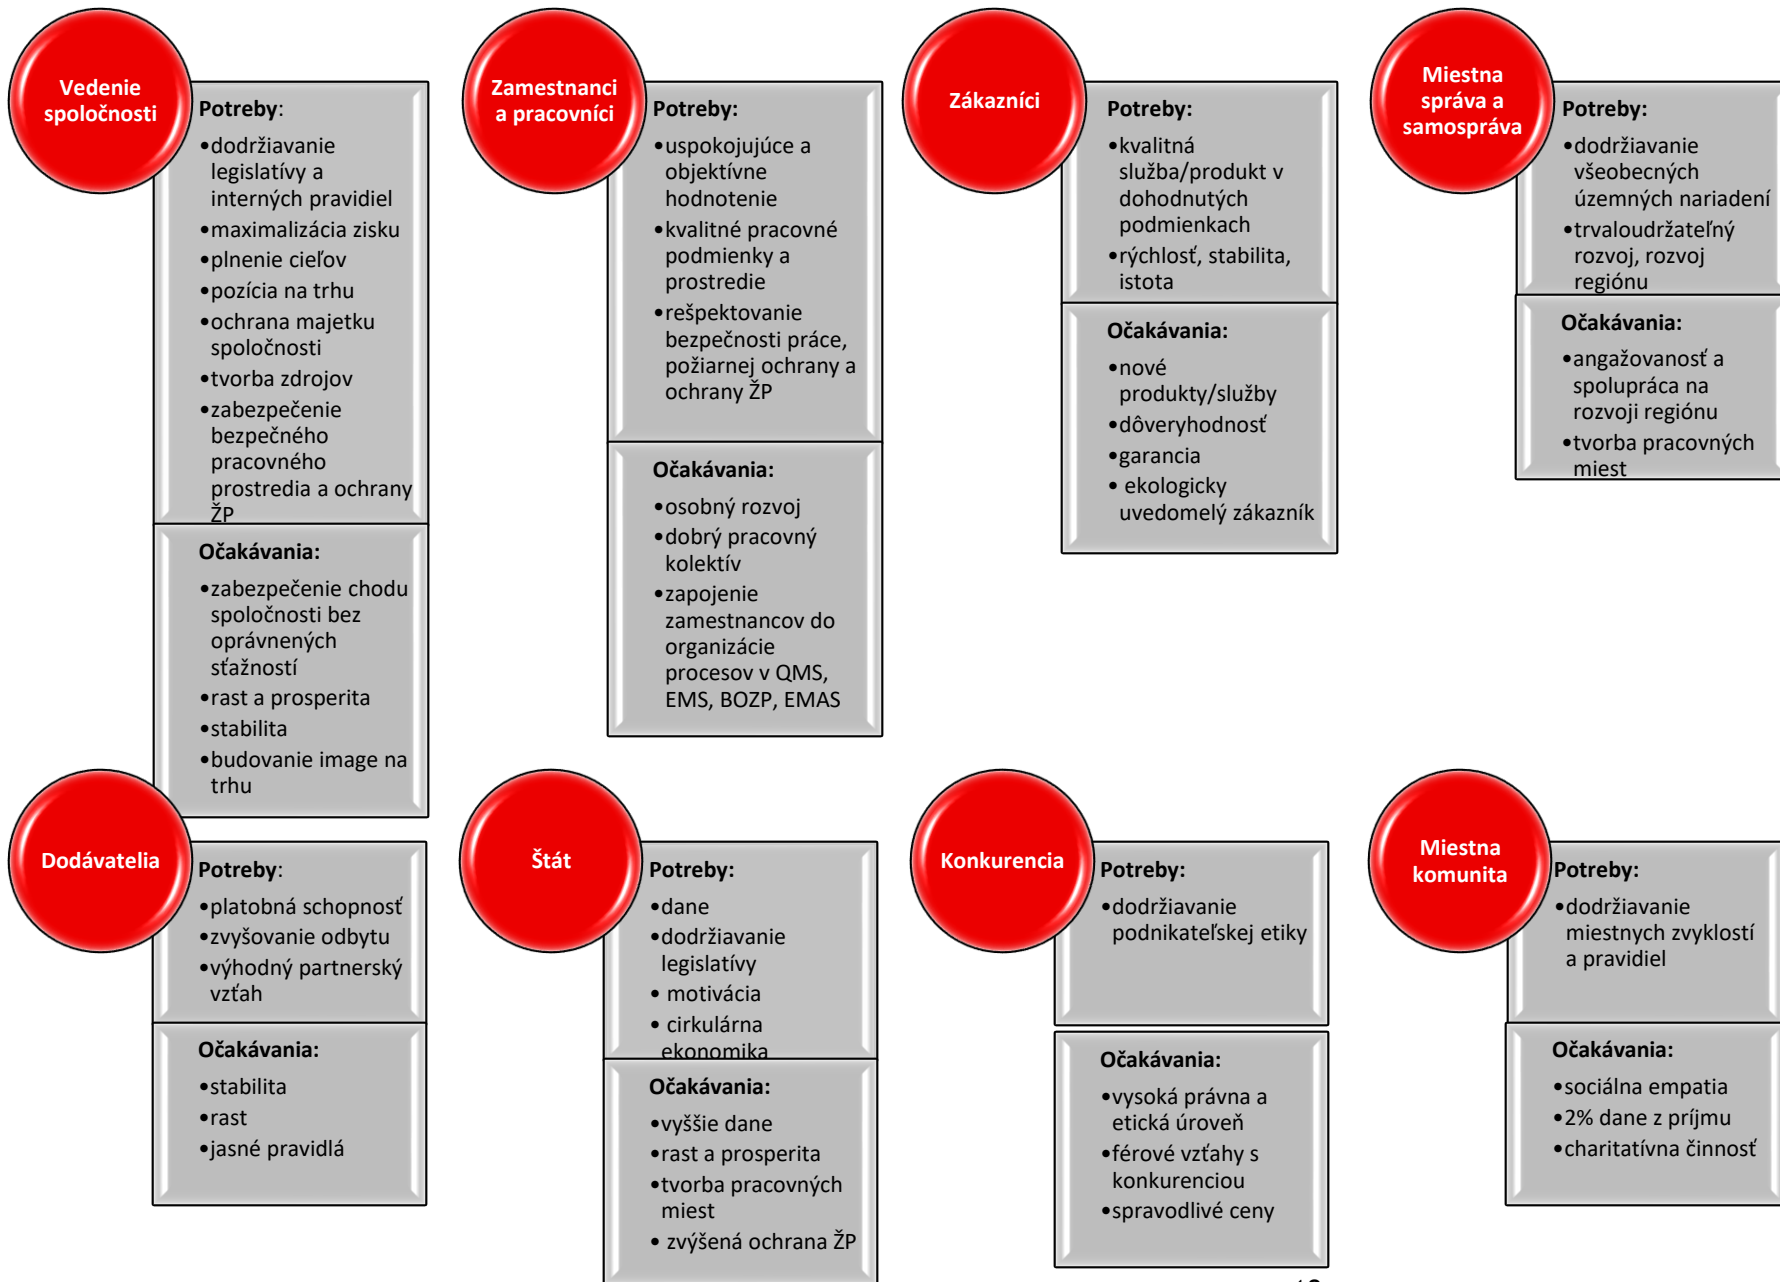 Vedenie
spoločnosti
Potreby:
•dodržiavanie
legislatívy a
interných pravidiel
•maximalizácia zisku
•plnenie cieľov
•pozícia na trhu
•ochrana majetku
spoločnosti
•tvorba zdrojov
•zabezpečenie
bezpečného
pracovného
prostredia a ochrany
ŽP
Očakávania:
•zabezpečenie chodu
spoločnosti bez
oprávnených
sťažností
•rast a prosperita
•stabilita
•budovanie image na
trhu
Zamestnanci
a pracovníci
Potreby:
•uspokojujúce a
objektívne
hodnotenie
•kvalitné pracovné
podmienky a
prostredie
•rešpektovanie
bezpečnosti práce,
požiarnej ochrany a
ochrany ŽP
Očakávania:
•osobný rozvoj
•dobrý pracovný
kolektív
•zapojenie
zamestnancov do
organizácie
procesov v QMS,
EMS, BOZP, EMAS
Zákazníci
Potreby:
•kvalitná
služba/produkt v
dohodnutých
podmienkach
•rýchlosť, stabilita,
istota
Očakávania:
•nové
produkty/služby
•dôveryhodnosť
•garancia
• ekologicky
uvedomelý zákazník
Miestna
správa a
samospráva
Potreby:
•dodržiavanie
všeobecných
územných nariadení
•trvaloudržateľný
rozvoj, rozvoj
regiónu
Očakávania:
•angažovanosť a
spolupráca na
rozvoji regiónu
•tvorba pracovných
miest
Dodávatelia
Potreby:
•platobná schopnosť
•zvyšovanie odbytu
•výhodný partnerský
vzťah
Očakávania:
•stabilita
•rast
•jasné pravidlá
Štát
Potreby:
•dane
•dodržiavanie
legislatívy
• motivácia
• cirkulárna
ekonomika
Očakávania:
•vyššie dane
•rast a prosperita
•tvorba pracovných
miest
• zvýšená ochrana ŽP
Konkurencia
Potreby:
•dodržiavanie
podnikateľskej etiky
Očakávania:
•vysoká právna a
etická úroveň
•férové vzťahy s
konkurenciou
•spravodlivé ceny
Miestna
komunita
Potreby:
•dodržiavanie
miestnych zvyklostí
a pravidiel
Očakávania:
•sociálna empatia
•2% dane z príjmu
•charitatívna činnosť